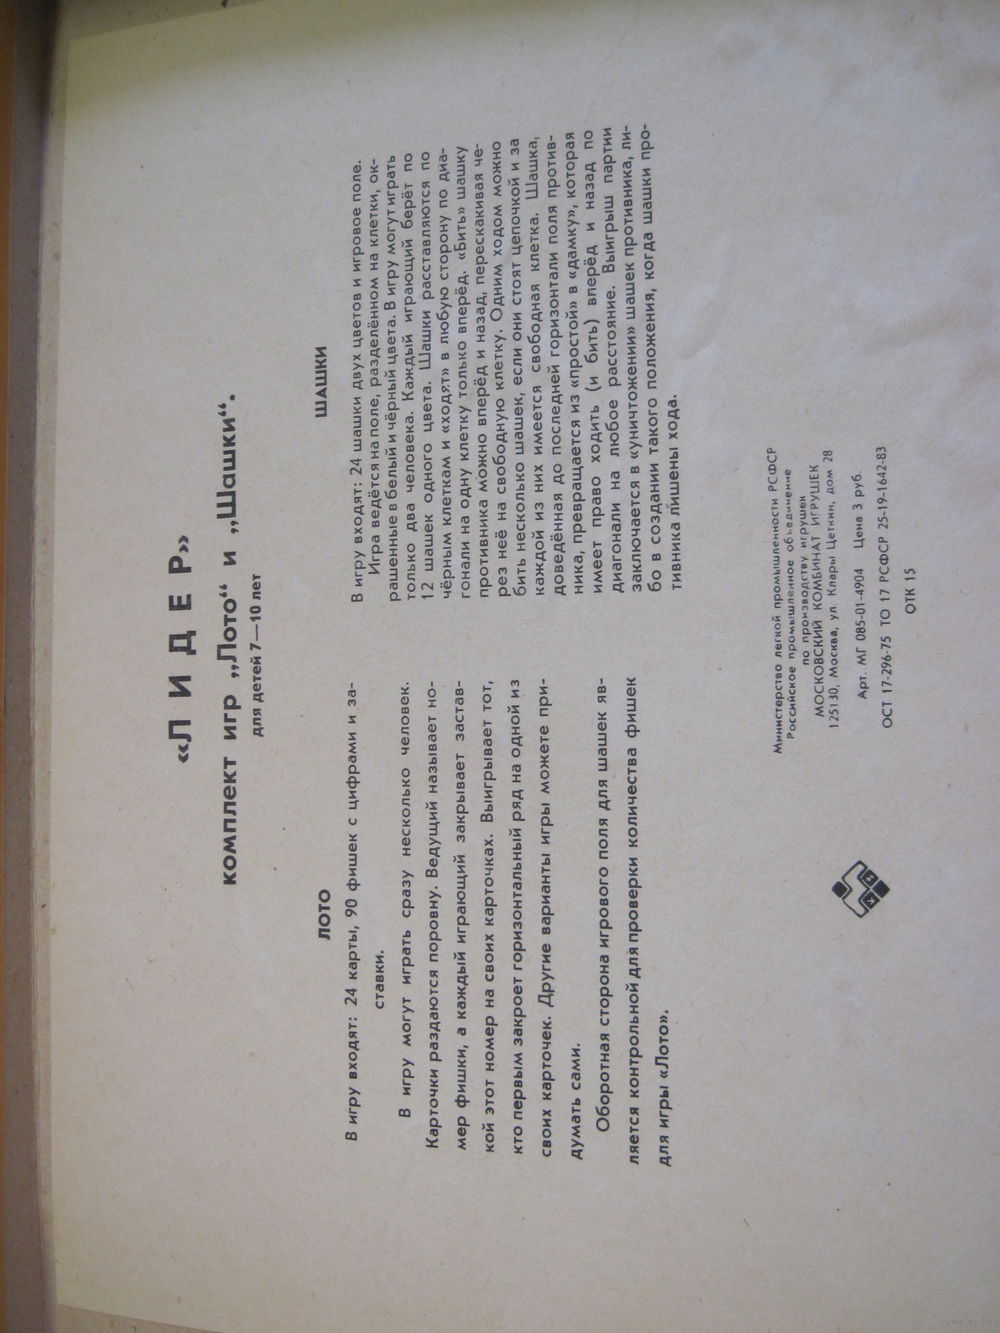 «ЛИДЕР»
комплект игр „Лото“ и „Шашки“.
для детей 7—10 лет
ЛОТО
В игру входят: 24 карты, 90 фишек с цифрами и за-
ставки.
В игру могут играть сразу несколько человек.
Карточки раздаются поровну. Ведущий называет но-
мер фишки, а каждый играющий закрывает застав-
кой этот номер на своих карточках. Выигрывает тот,
кто первым закроет горизонтальный ряд на одной из
своих карточек. Другие варианты игры можете при-
думать сами.
Оборотная сторона игрового поля для шашек яв-
ляется контрольной для проверки количества фишек
для игры «Лото».
ШАШКИ
В игру входят: 24 шашки двух цветов и игровое поле.
Игра ведётся на поле, разделённом на клетки, ок-
рашенные в белый и чёрный цвета. В игру могут играть
только два человека. Каждый играющий берёт по
12 шашек одного цвета. Шашки расставляются по
чёрным клеткам и «ходят» в любую сторону по диа-
гонали на одну клетку только вперёд. «Бить» шашку
противника можно вперёд и назад, перескакивая че-
рез неё на свободную клетку. Одним ходом можно
бить несколько шашек, если они стоят цепочкой и за
каждой из них имеется свободная клетка. Шашка,
доведённая до последней горизонтали поля против-
ника, превращается из «простой» в «дамку», которая
имеет право ходить (и бить) вперёд и назад по
диагонали на любое расстояние. Выигрыш партии
заключается в «уничтожении» шашек противника, ли-
бо в создании такого положения, когда шашки про-
тивника лишены хода.
Министерство легкой промышленности РСФСР
Российское промышленное объединение
по производству игрушек
МОСКОВСКИЙ КОМБИНАТ ИГРУШЕК
125130, Москва, ул. Клары Цеткин, дом 28
Арт. МГ 085-01-4904 Цена 3 руб.
ОСТ 17-296-75 ТО 17 РСФСР 25-19-1642-83
ОТК 15